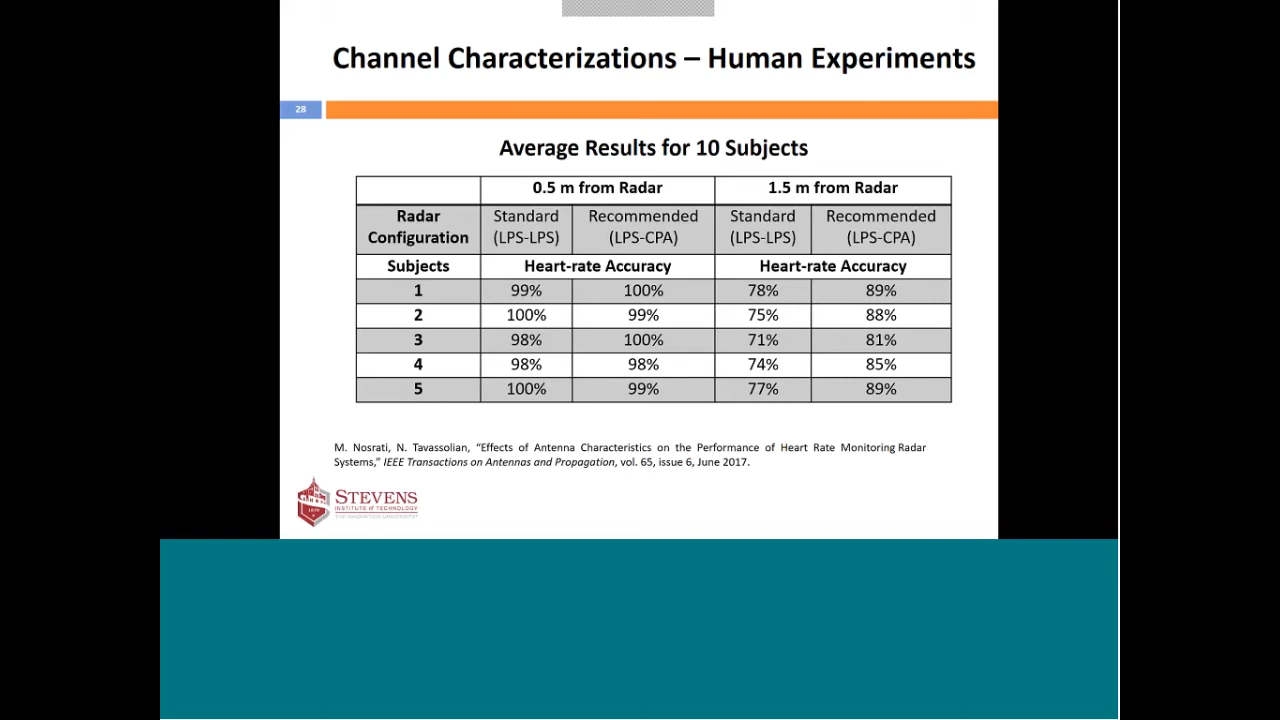 Channel Characterizations – Human Experiments
28
Average Results for 10 Subjects
0.5 m from Radar 1.5 m from Radar
Radar Configuration Standard (LPS-LPS) Recommended (LPS-CPA) Standard (LPS-LPS) Recommended (LPS-CPA)
Subjects Heart-rate Accuracy Heart-rate Accuracy
1 99% 100% 78% 89%
2 100% 99% 75% 88%
3 98% 100% 71% 81%
4 98% 98% 74% 85%
5 100% 99% 77% 89%
M. Nosrati, N. Tavassolian, “Effects of Antenna Characteristics on the Performance of Heart Rate Monitoring Radar
Systems,” IEEE Transactions on Antennas and Propagation, vol. 65, issue 6, June 2017.
STEVENS
INSTITUTE of TECHNOLOGY
THE INNOVATION UNIVERSITY
1870